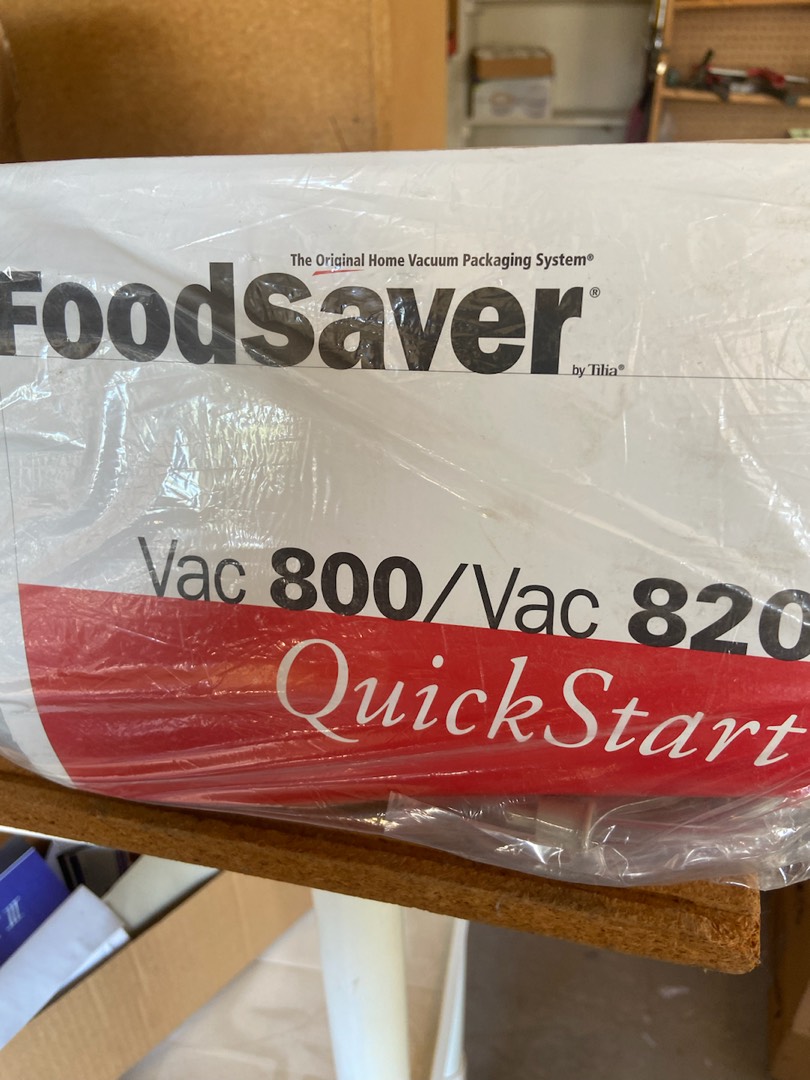 The Original Home Vacuum Packaging System®
FoodSaver®
by Tilia®
Vac 800/Vac 820
QuickStart